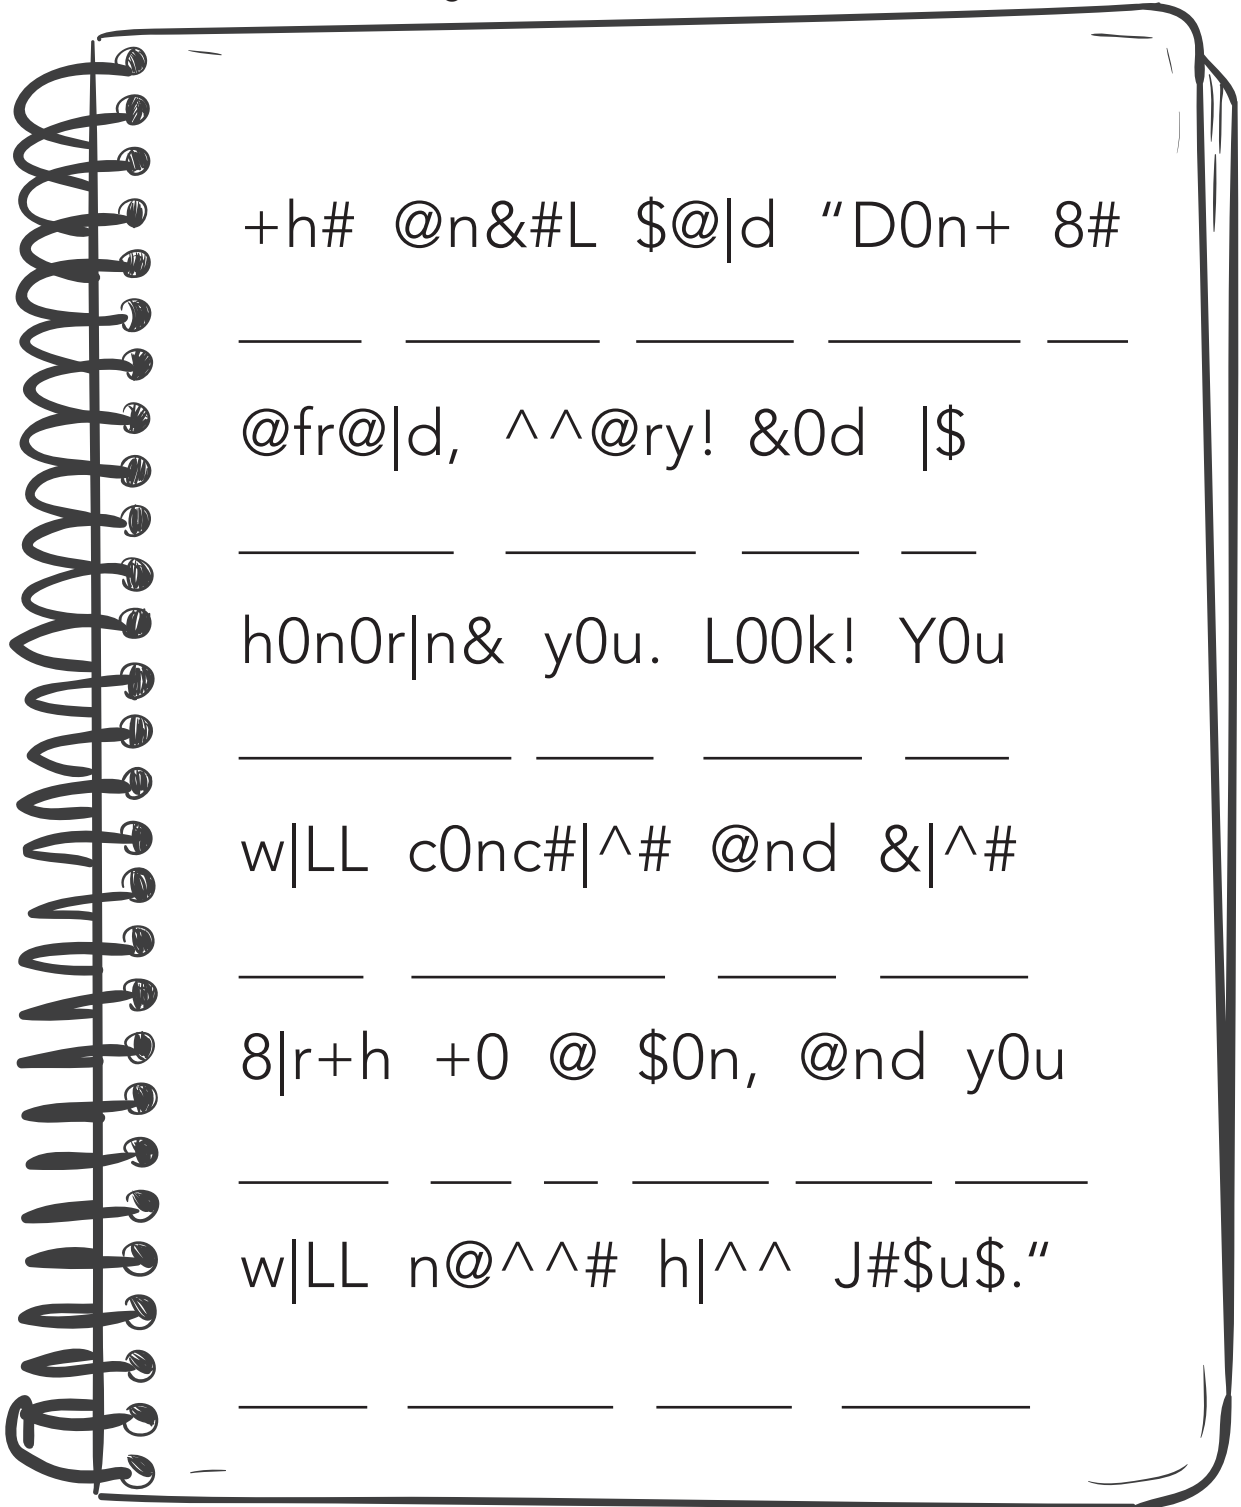 +h# @n&#L $@|d “D0n+ 8#
@fr@|d, ^^@ry! &0d |$
h0n0r|n& y0u. L00k! Y0u
w|LL c0nc#|^# @nd &|^#
8|r+h +0 @ $0n, @nd y0u
w|LL n@^^# h|^^ J#$u$.“